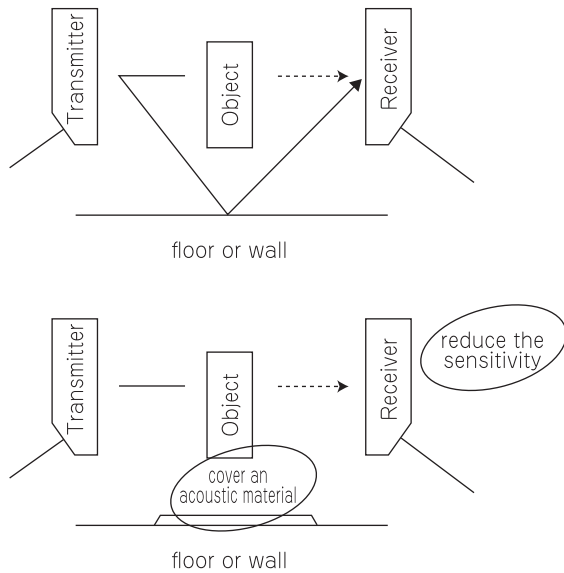 Transmitter
Object
Receiver
floor or wall
Transmitter
Object
Receiver
reduce the
sensitivity
cover an
acoustic material
floor or wall